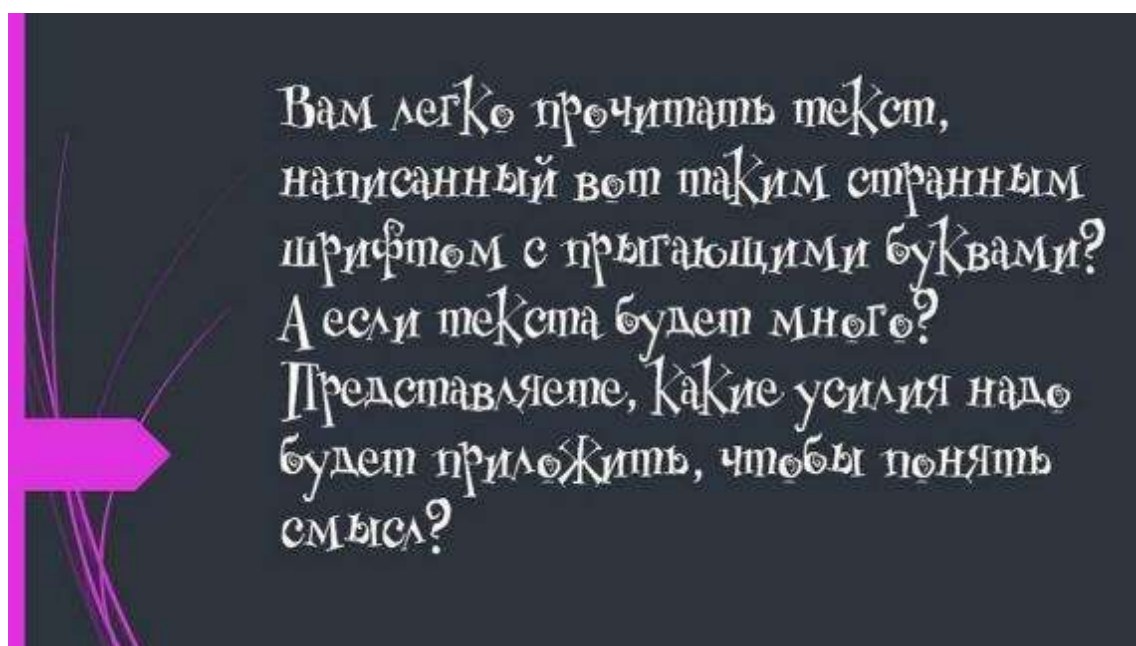 Вам легко прочитать текст,
написанный вот таким странным
шрифтом с прыгающими буквами?
А если текста будет много?
Представляете, какие усилия надо
будет приложить, чтобы понять
смысл?